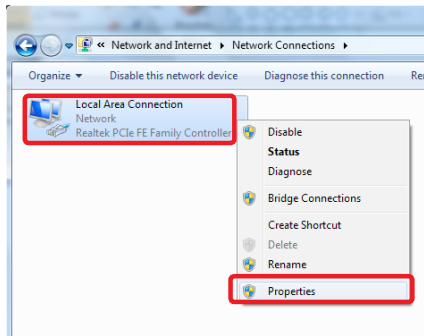 « Network and Internet ▸ Network Connections ▸
Organize ▾ Disable this network device Diagnose this connection
Local Area Connection
Network
Realtek PCIe FE Family Controller
Disable
Status
Diagnose
Bridge Connections
Create Shortcut
Delete
Rename
Properties